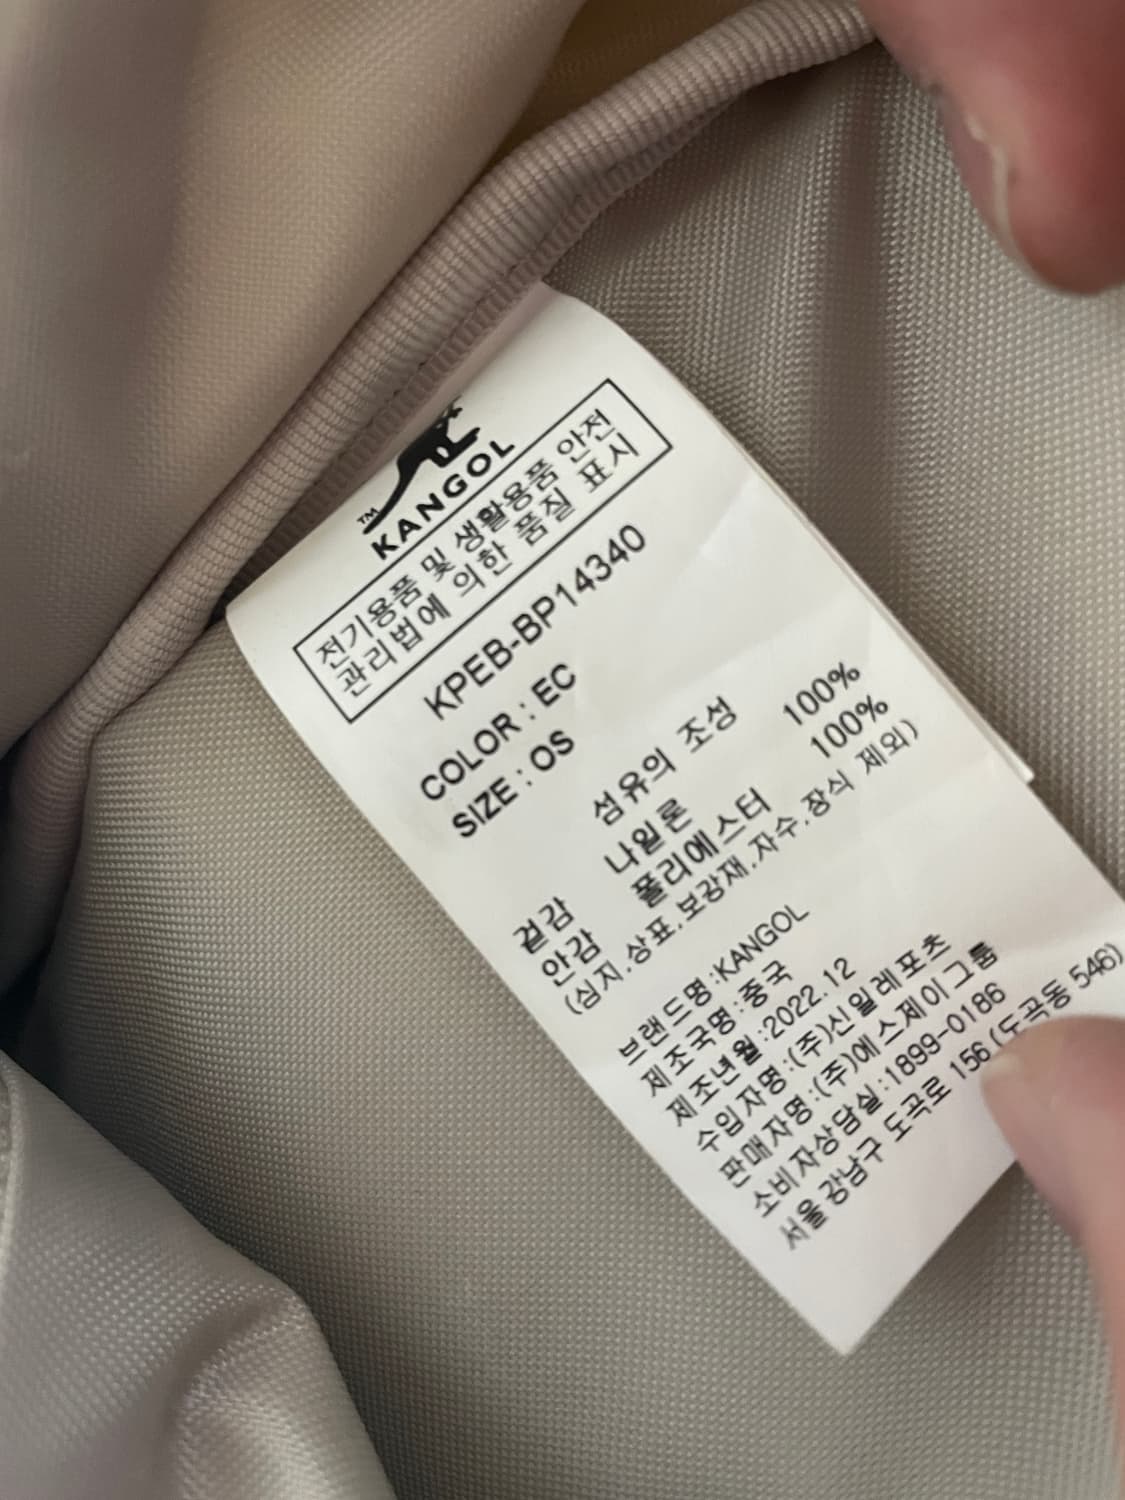 TM
KANGOL
전기용품 및 생활용품 안전
관리법에 의한 품질 표시
KPEB-BP14340
COLOR : EC
SIZE : OS
섬유의 조성
겉감 나일론 100%
안감 폴리에스터 100%
(심지,상표,보강재,자수,장식 제외)
브랜드명:KANGOL
제조국명:중국
제조년월:2022.12
수입자명:(주)신일레포츠
판매자명:(주)에스제이그룹
소비자상담실:1899-0186
서울 강남구 도곡로 156 (도곡동 546)